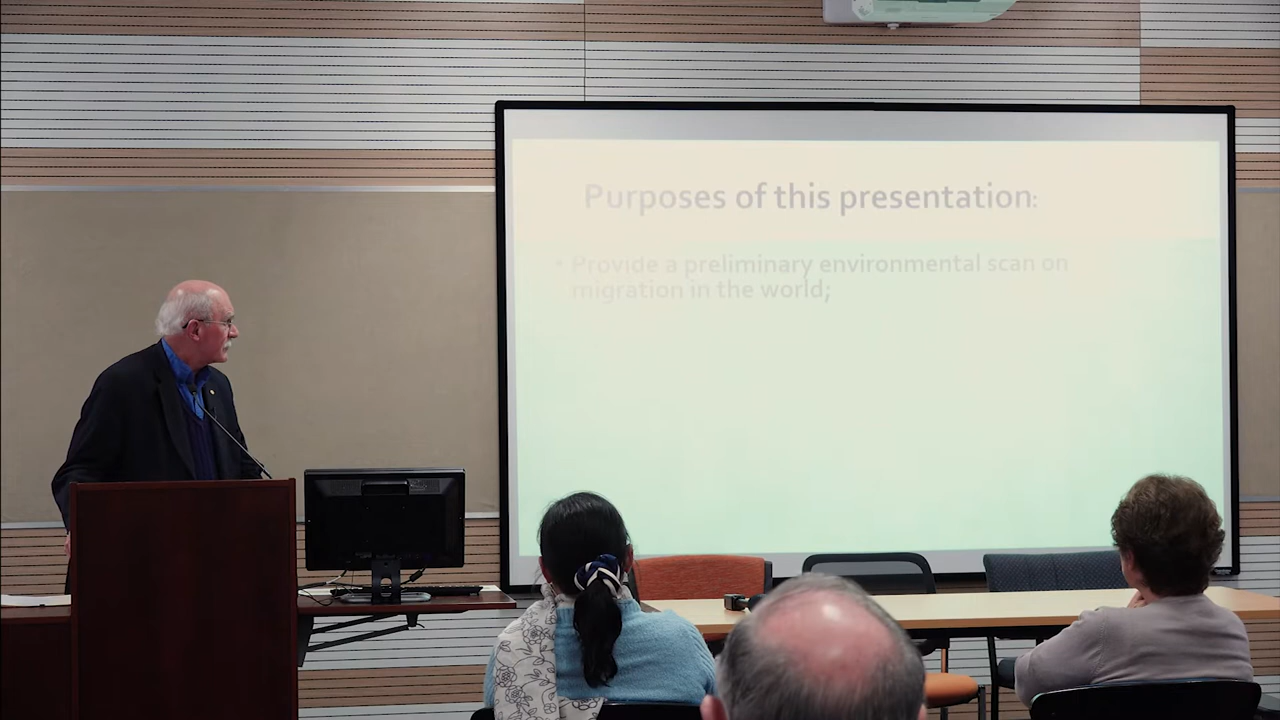 Purposes of this presentation:
• Provide a preliminary environmental scan on
migration in the world;